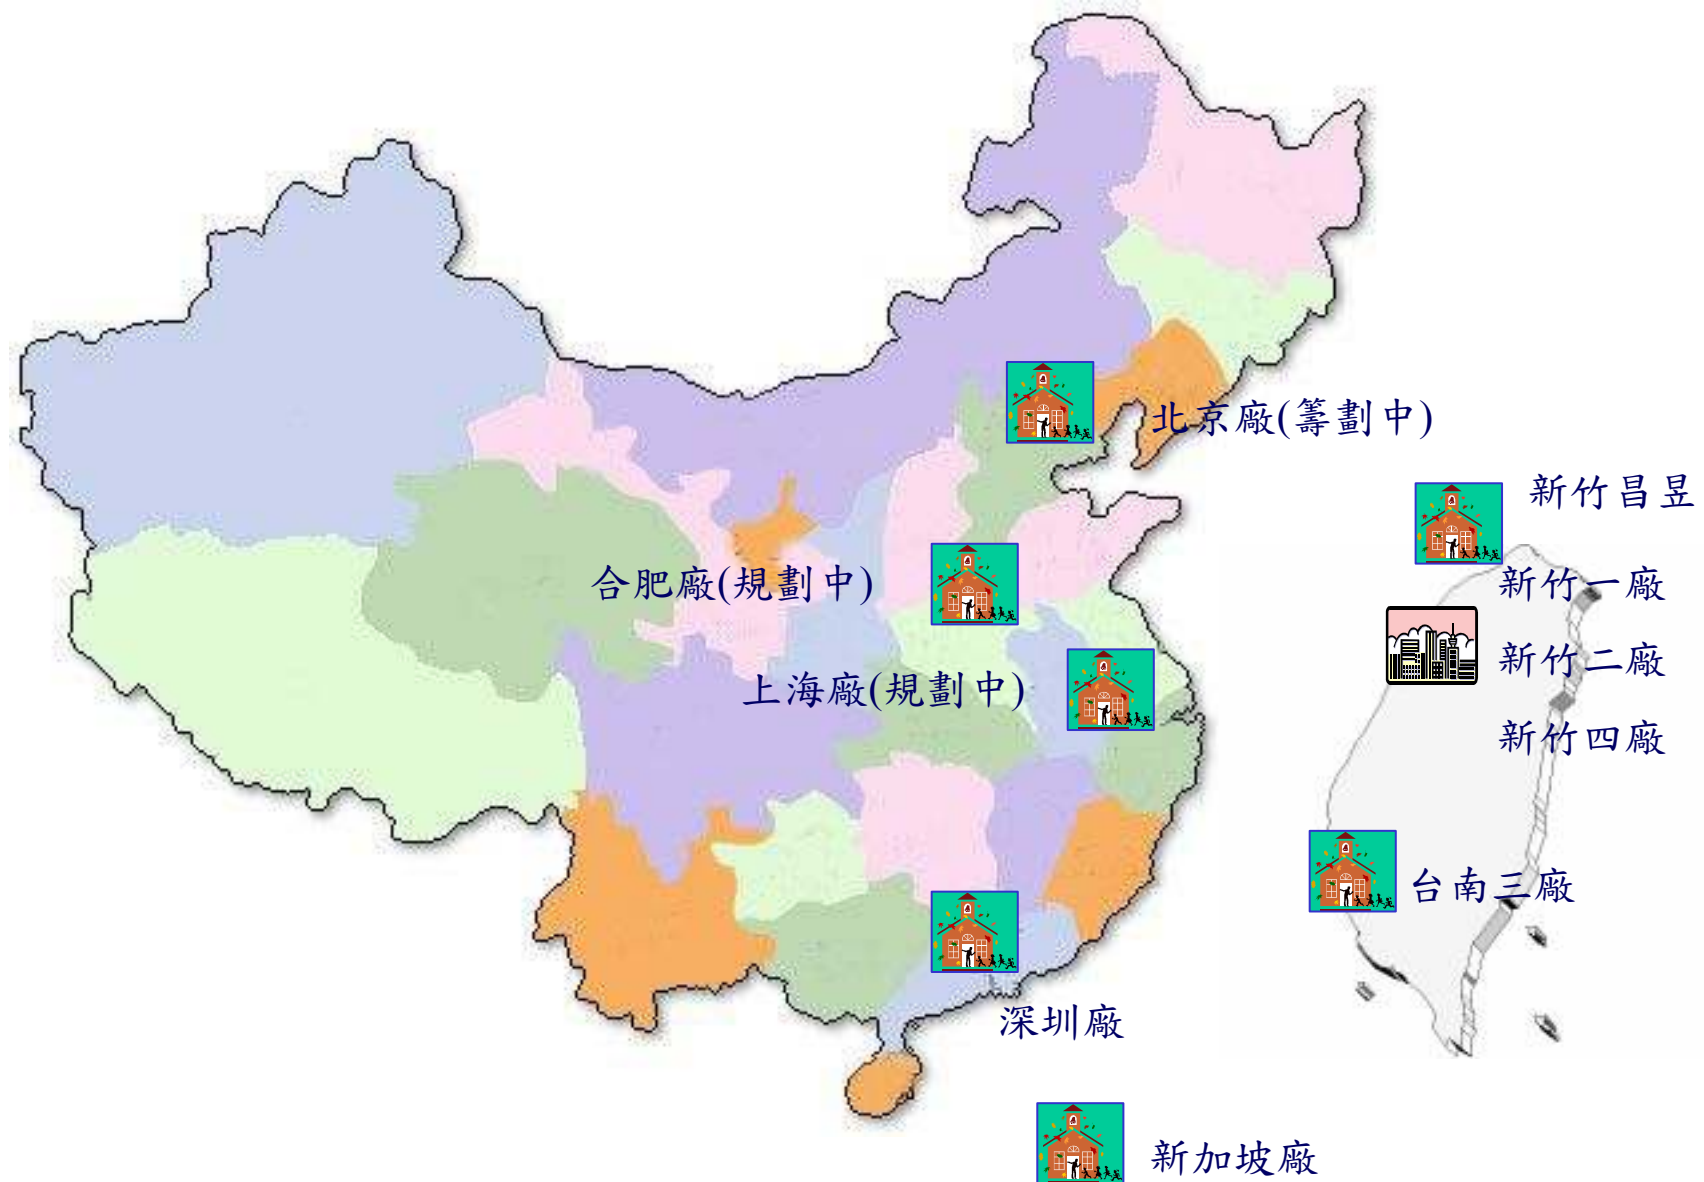 北京廠(籌劃中)
新竹昌昱
合肥廠(規劃中)
新竹一廠
新竹二廠
上海廠(規劃中)
新竹四廠
台南三廠
深圳廠
新加坡廠